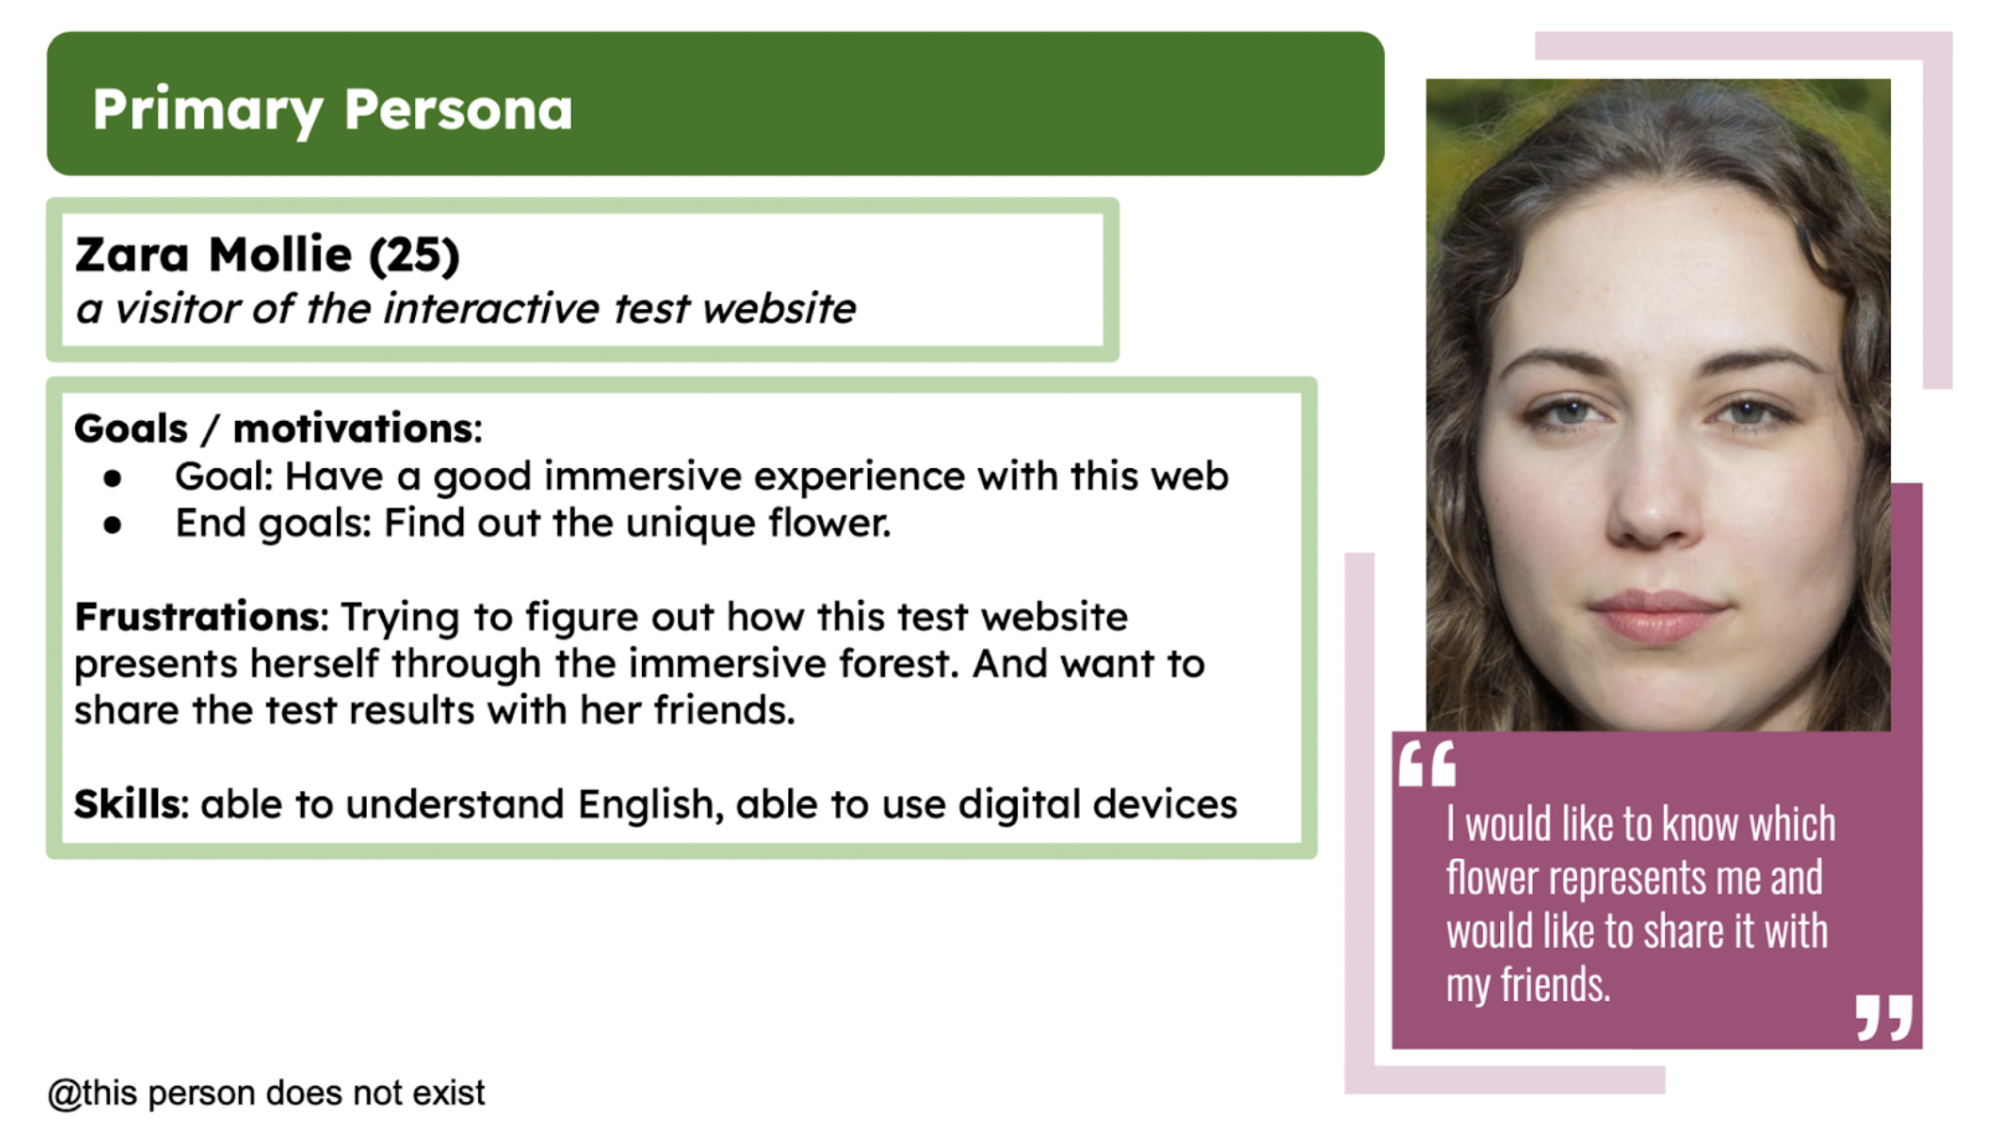 Primary Persona
Zara Mollie (25)
a visitor of the interactive test website
Goals / motivations:
● Goal: Have a good immersive experience with this web
● End goals: Find out the unique flower.
Frustrations: Trying to figure out how this test website
presents herself through the immersive forest. And want to
share the test results with her friends.
Skills: able to understand English, able to use digital devices
“
I would like to know which
flower represents me and
would like to share it with
my friends.
”
@this person does not exist